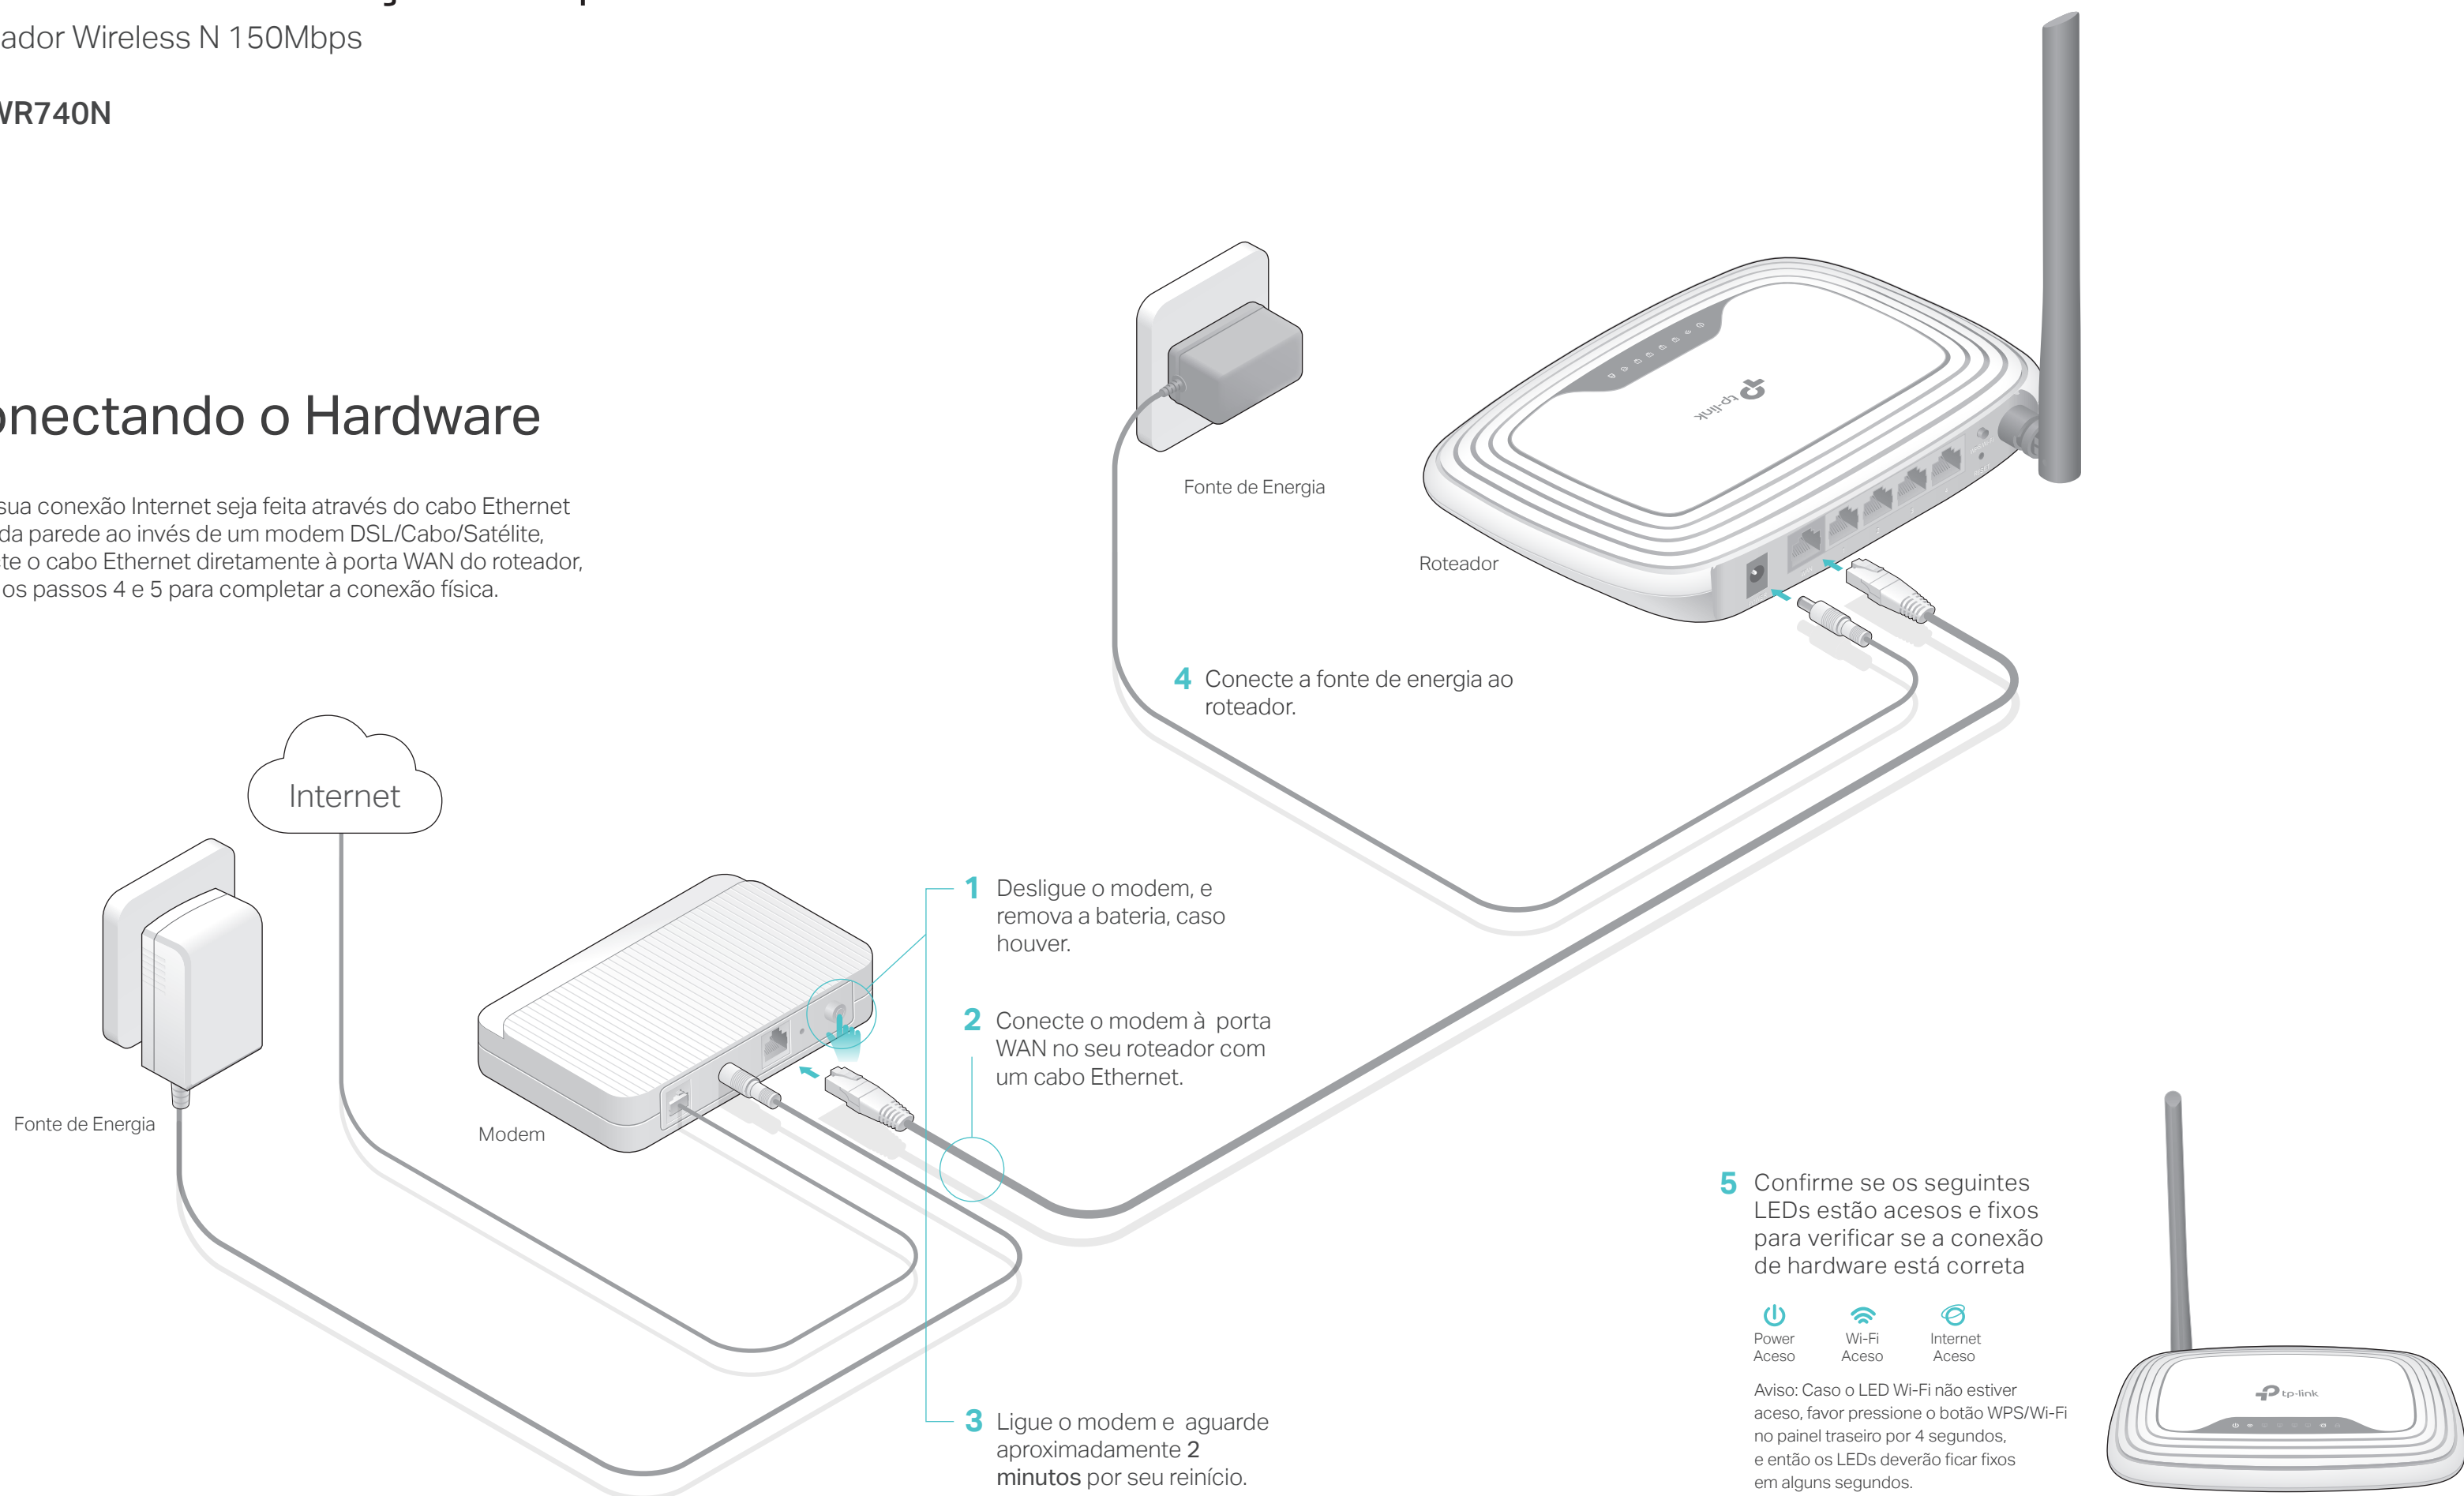 ador Wireless N 150Mbps
WR740N
onectando o Hardware
sua conexão Internet seja feita através do cabo Ethernet
da parede ao invés de um modem DSL/Cabo/Satélite,
te o cabo Ethernet diretamente à porta WAN do roteador,
os passos 4 e 5 para completar a conexão física.
Fonte de Energia
tp-link
Roteador
4 Conecte a fonte de energia ao
roteador.
Internet
Fonte de Energia
Modem
1 Desligue o modem, e
remova a bateria, caso
houver.
2 Conecte o modem à porta
WAN no seu roteador com
um cabo Ethernet.
3 Ligue o modem e aguarde
aproximadamente 2
minutos por seu reinício.
5 Confirme se os seguintes
LEDs estão acesos e fixos
para verificar se a conexão
de hardware está correta
Power Wi-Fi Internet
Aceso Aceso Aceso
Aviso: Caso o LED Wi-Fi não estiver
aceso, favor pressione o botão WPS/Wi-Fi
no painel traseiro por 4 segundos,
e então os LEDs deverão ficar fixos
em alguns segundos.
tp-link